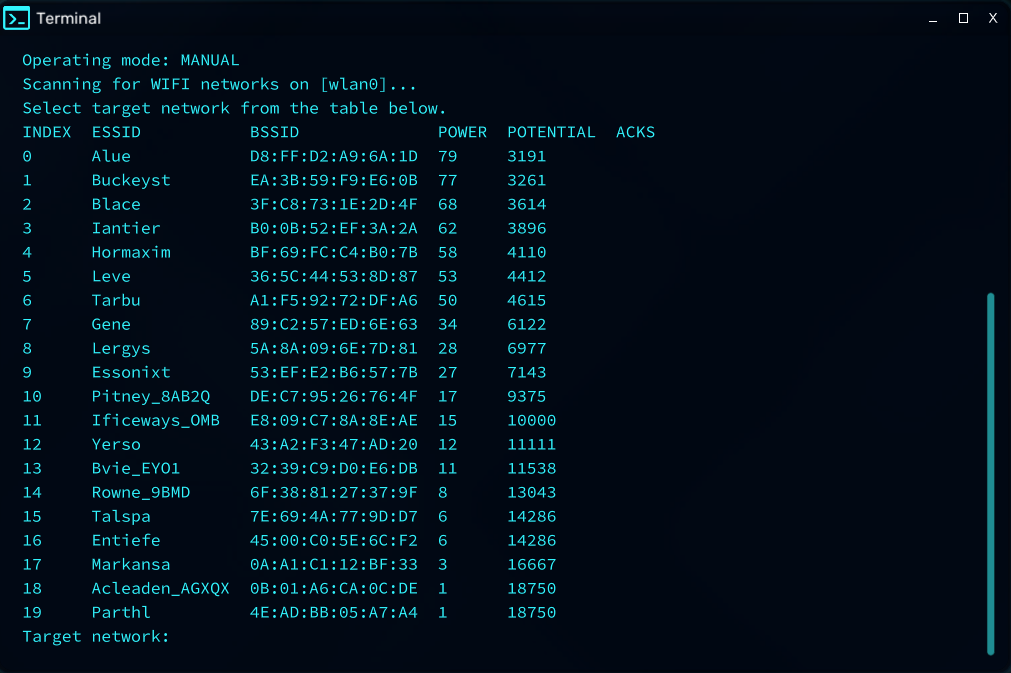 Terminal
Operating mode: MANUAL
Scanning for WIFI networks on [wlan0]...
Select target network from the table below.
INDEX ESSID BSSID POWER POTENTIAL ACKS
0 Alue D8:FF:D2:A9:6A:1D 79 3191
1 Buckeyst EA:3B:59:F9:E6:0B 77 3261
2 Blace 3F:C8:73:1E:2D:4F 68 3614
3 Iantier B0:0B:52:EF:3A:2A 62 3896
4 Hormaxim BF:69:FC:C4:B0:7B 58 4110
5 Leve 36:5C:44:53:8D:87 53 4412
6 Tarbu A1:F5:92:72:DF:A6 50 4615
7 Gene 89:C2:57:ED:6E:63 34 6122
8 Lergys 5A:8A:09:6E:7D:81 28 6977
9 Essonixt 53:EF:E2:B6:57:7B 27 7143
10 Pitney_8AB2Q DE:C7:95:26:76:4F 17 9375
11 Ificeways_OMB E8:09:C7:8A:8E:AE 15 10000
12 Yerso 43:A2:F3:47:AD:20 12 11111
13 Bvie_EYO1 32:39:C9:D0:E6:DB 11 11538
14 Rowne_9BMD 6F:38:81:27:37:9F 8 13043
15 Talspa 7E:69:4A:77:9D:D7 6 14286
16 Entiefe 45:00:C0:5E:6C:F2 6 14286
17 Markansa 0A:A1:C1:12:BF:33 3 16667
18 Acleaden_AGXQX 0B:01:A6:CA:0C:DE 1 18750
19 Parthl 4E:AD:BB:05:A7:A4 1 18750
Target network: